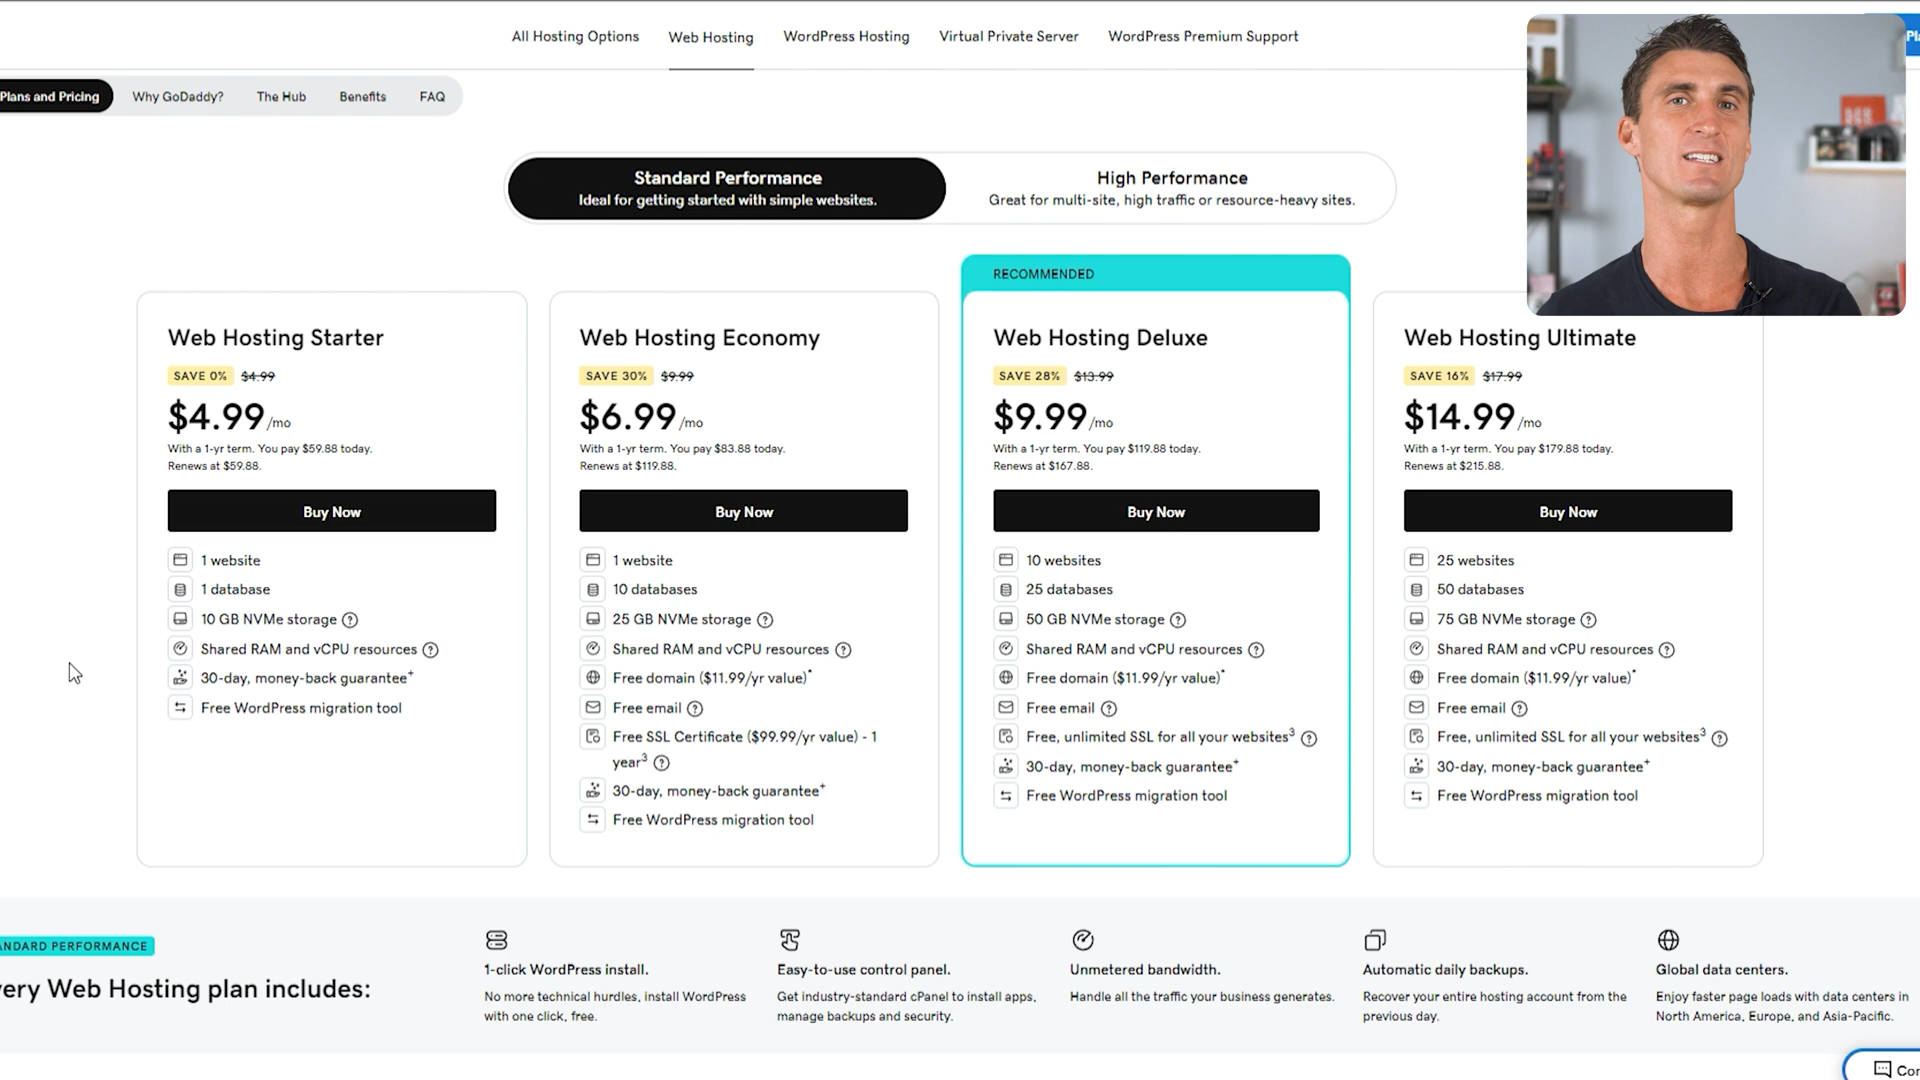 All Hosting Options
Web Hosting
WordPress Hosting
Virtual Private Server
WordPress Premium Support
Plans and Pricing
Why GoDaddy?
The Hub
Benefits
FAQ
Standard Performance
Ideal for getting started with simple websites.
High Performance
Great for multi-site, high traffic or resource-heavy sites.
Web Hosting Starter
SAVE 0% $4.99
$4.99/mo
With a 1-yr term. You pay $59.88 today.
Renews at $59.88.
Buy Now
1 website
1 database
10 GB NVMe storage ?
Shared RAM and vCPU resources ?
30-day, money-back guarantee+
Free WordPress migration tool
Web Hosting Economy
SAVE 30% $9.99
$6.99/mo
With a 1-yr term. You pay $83.88 today.
Renews at $119.88.
Buy Now
1 website
10 databases
25 GB NVMe storage ?
Shared RAM and vCPU resources ?
Free domain ($11.99/yr value)*
Free email ?
Free SSL Certificate ($99.99/yr value) - 1
year3 ?
30-day, money-back guarantee+
Free WordPress migration tool
RECOMMENDED
Web Hosting Deluxe
SAVE 28% $13.99
$9.99/mo
With a 1-yr term. You pay $119.88 today.
Renews at $167.88.
Buy Now
10 websites
25 databases
50 GB NVMe storage ?
Shared RAM and vCPU resources ?
Free domain ($11.99/yr value)*
Free email ?
Free, unlimited SSL for all your websites3 ?
30-day, money-back guarantee+
Free WordPress migration tool
Web Hosting Ultimate
SAVE 16% $17.99
$14.99/mo
With a 1-yr term. You pay $179.88 today.
Renews at $215.88.
Buy Now
25 websites
50 databases
75 GB NVMe storage ?
Shared RAM and vCPU resources ?
Free domain ($11.99/yr value)*
Free email ?
Free, unlimited SSL for all your websites3 ?
30-day, money-back guarantee+
Free WordPress migration tool
ANDARD PERFORMANCE
very Web Hosting plan includes:
1-click WordPress install.
No more technical hurdles, install WordPress
with one click, free.
Easy-to-use control panel.
Get industry-standard cPanel to install apps,
manage backups and security.
Unmetered bandwidth.
Handle all the traffic your business generates.
Automatic daily backups.
Recover your entire hosting account from the
previous day.
Global data centers.
Enjoy faster page loads with data centers in
North America, Europe, and Asia-Pacific.